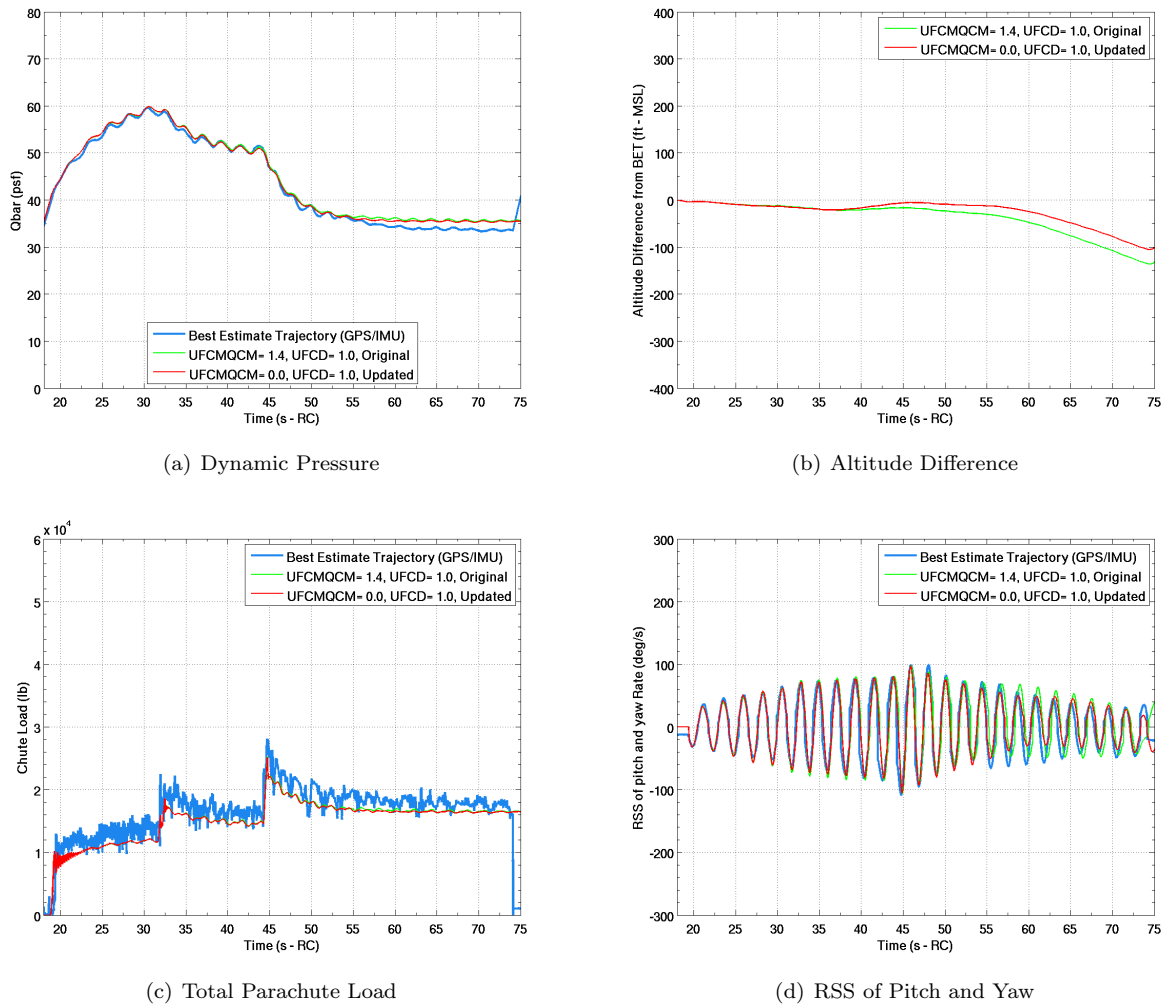 80
70
60
50
40
30
20
10
0
Qbar (psf)
Best Estimate Trajectory (GPS/IMU)
UFCMQCM= 1.4, UFCD= 1.0, Original
UFCMQCM= 0.0, UFCD= 1.0, Updated
20 25 30 35 40 45 50 55 60 65 70 75
Time (s - RC)
(a) Dynamic Pressure
400
300
200
100
0
-100
-200
-300
-400
Altitude Difference from BET (ft - MSL)
UFCMQCM= 1.4, UFCD= 1.0, Original
UFCMQCM= 0.0, UFCD= 1.0, Updated
20 25 30 35 40 45 50 55 60 65 70 75
Time (s - RC)
(b) Altitude Difference
x 10^4
6
5
4
3
2
1
0
Chute Load (lb)
Best Estimate Trajectory (GPS/IMU)
UFCMQCM= 1.4, UFCD= 1.0, Original
UFCMQCM= 0.0, UFCD= 1.0, Updated
20 25 30 35 40 45 50 55 60 65 70 75
Time (s - RC)
(c) Total Parachute Load
300
200
100
0
-100
-200
-300
RSS of pitch and yaw Rate (deg/s)
Best Estimate Trajectory (GPS/IMU)
UFCMQCM= 1.4, UFCD= 1.0, Original
UFCMQCM= 0.0, UFCD= 1.0, Updated
20 25 30 35 40 45 50 55 60 65 70 75
Time (s - RC)
(d) RSS of Pitch and Yaw